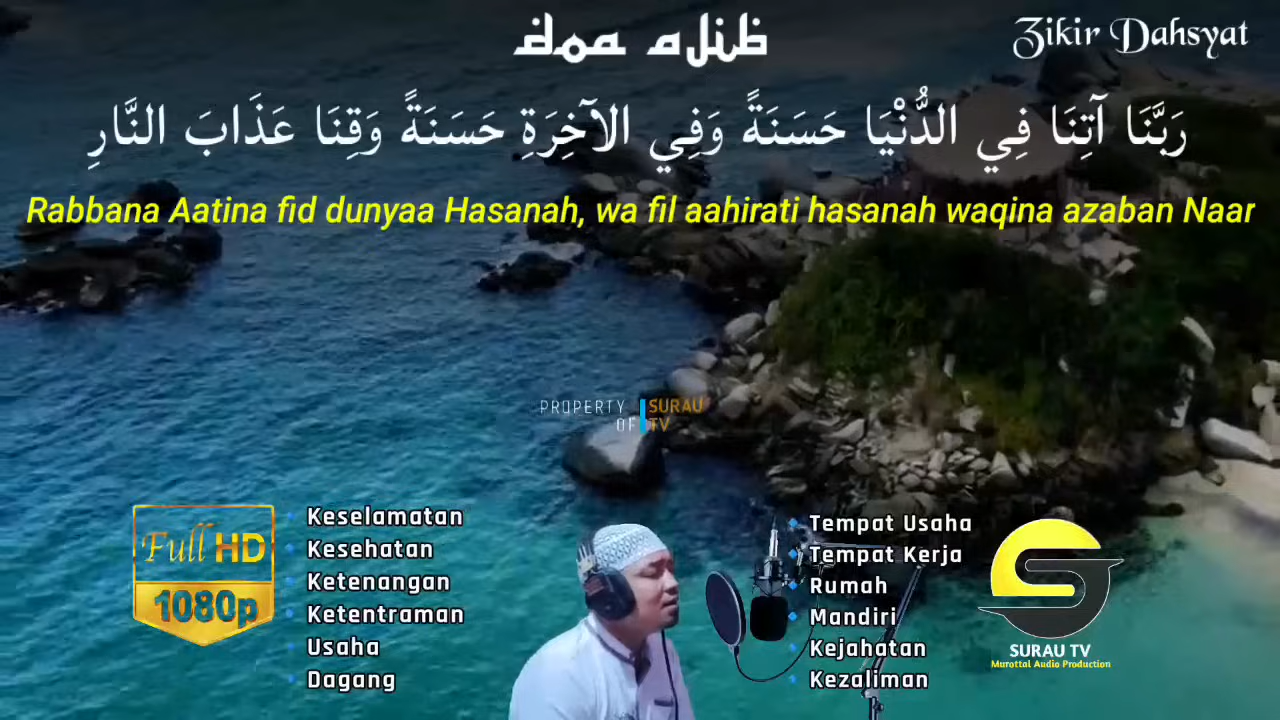 doa ajib
Zikir Dahsyat
رَبَّنَا آتِنَا فِي الدُّنْيَا حَسَنَةً وَفِي الآخِرَةِ حَسَنَةً وَقِنَا عَذَابَ النَّارِ
Rabbana Aatina fid dunyaa Hasanah, wa fil aahirati hasanah waqina azaban Naar
PROPERTY OF
SURAU TV
Full HD
1080p
Keselamatan
Kesehatan
Ketenangan
Ketentraman
Usaha
Dagang
Tempat Usaha
Tempat Kerja
Rumah
Mandiri
Kejahatan
Kezaliman
SURAU TV
Murottal Audio Production